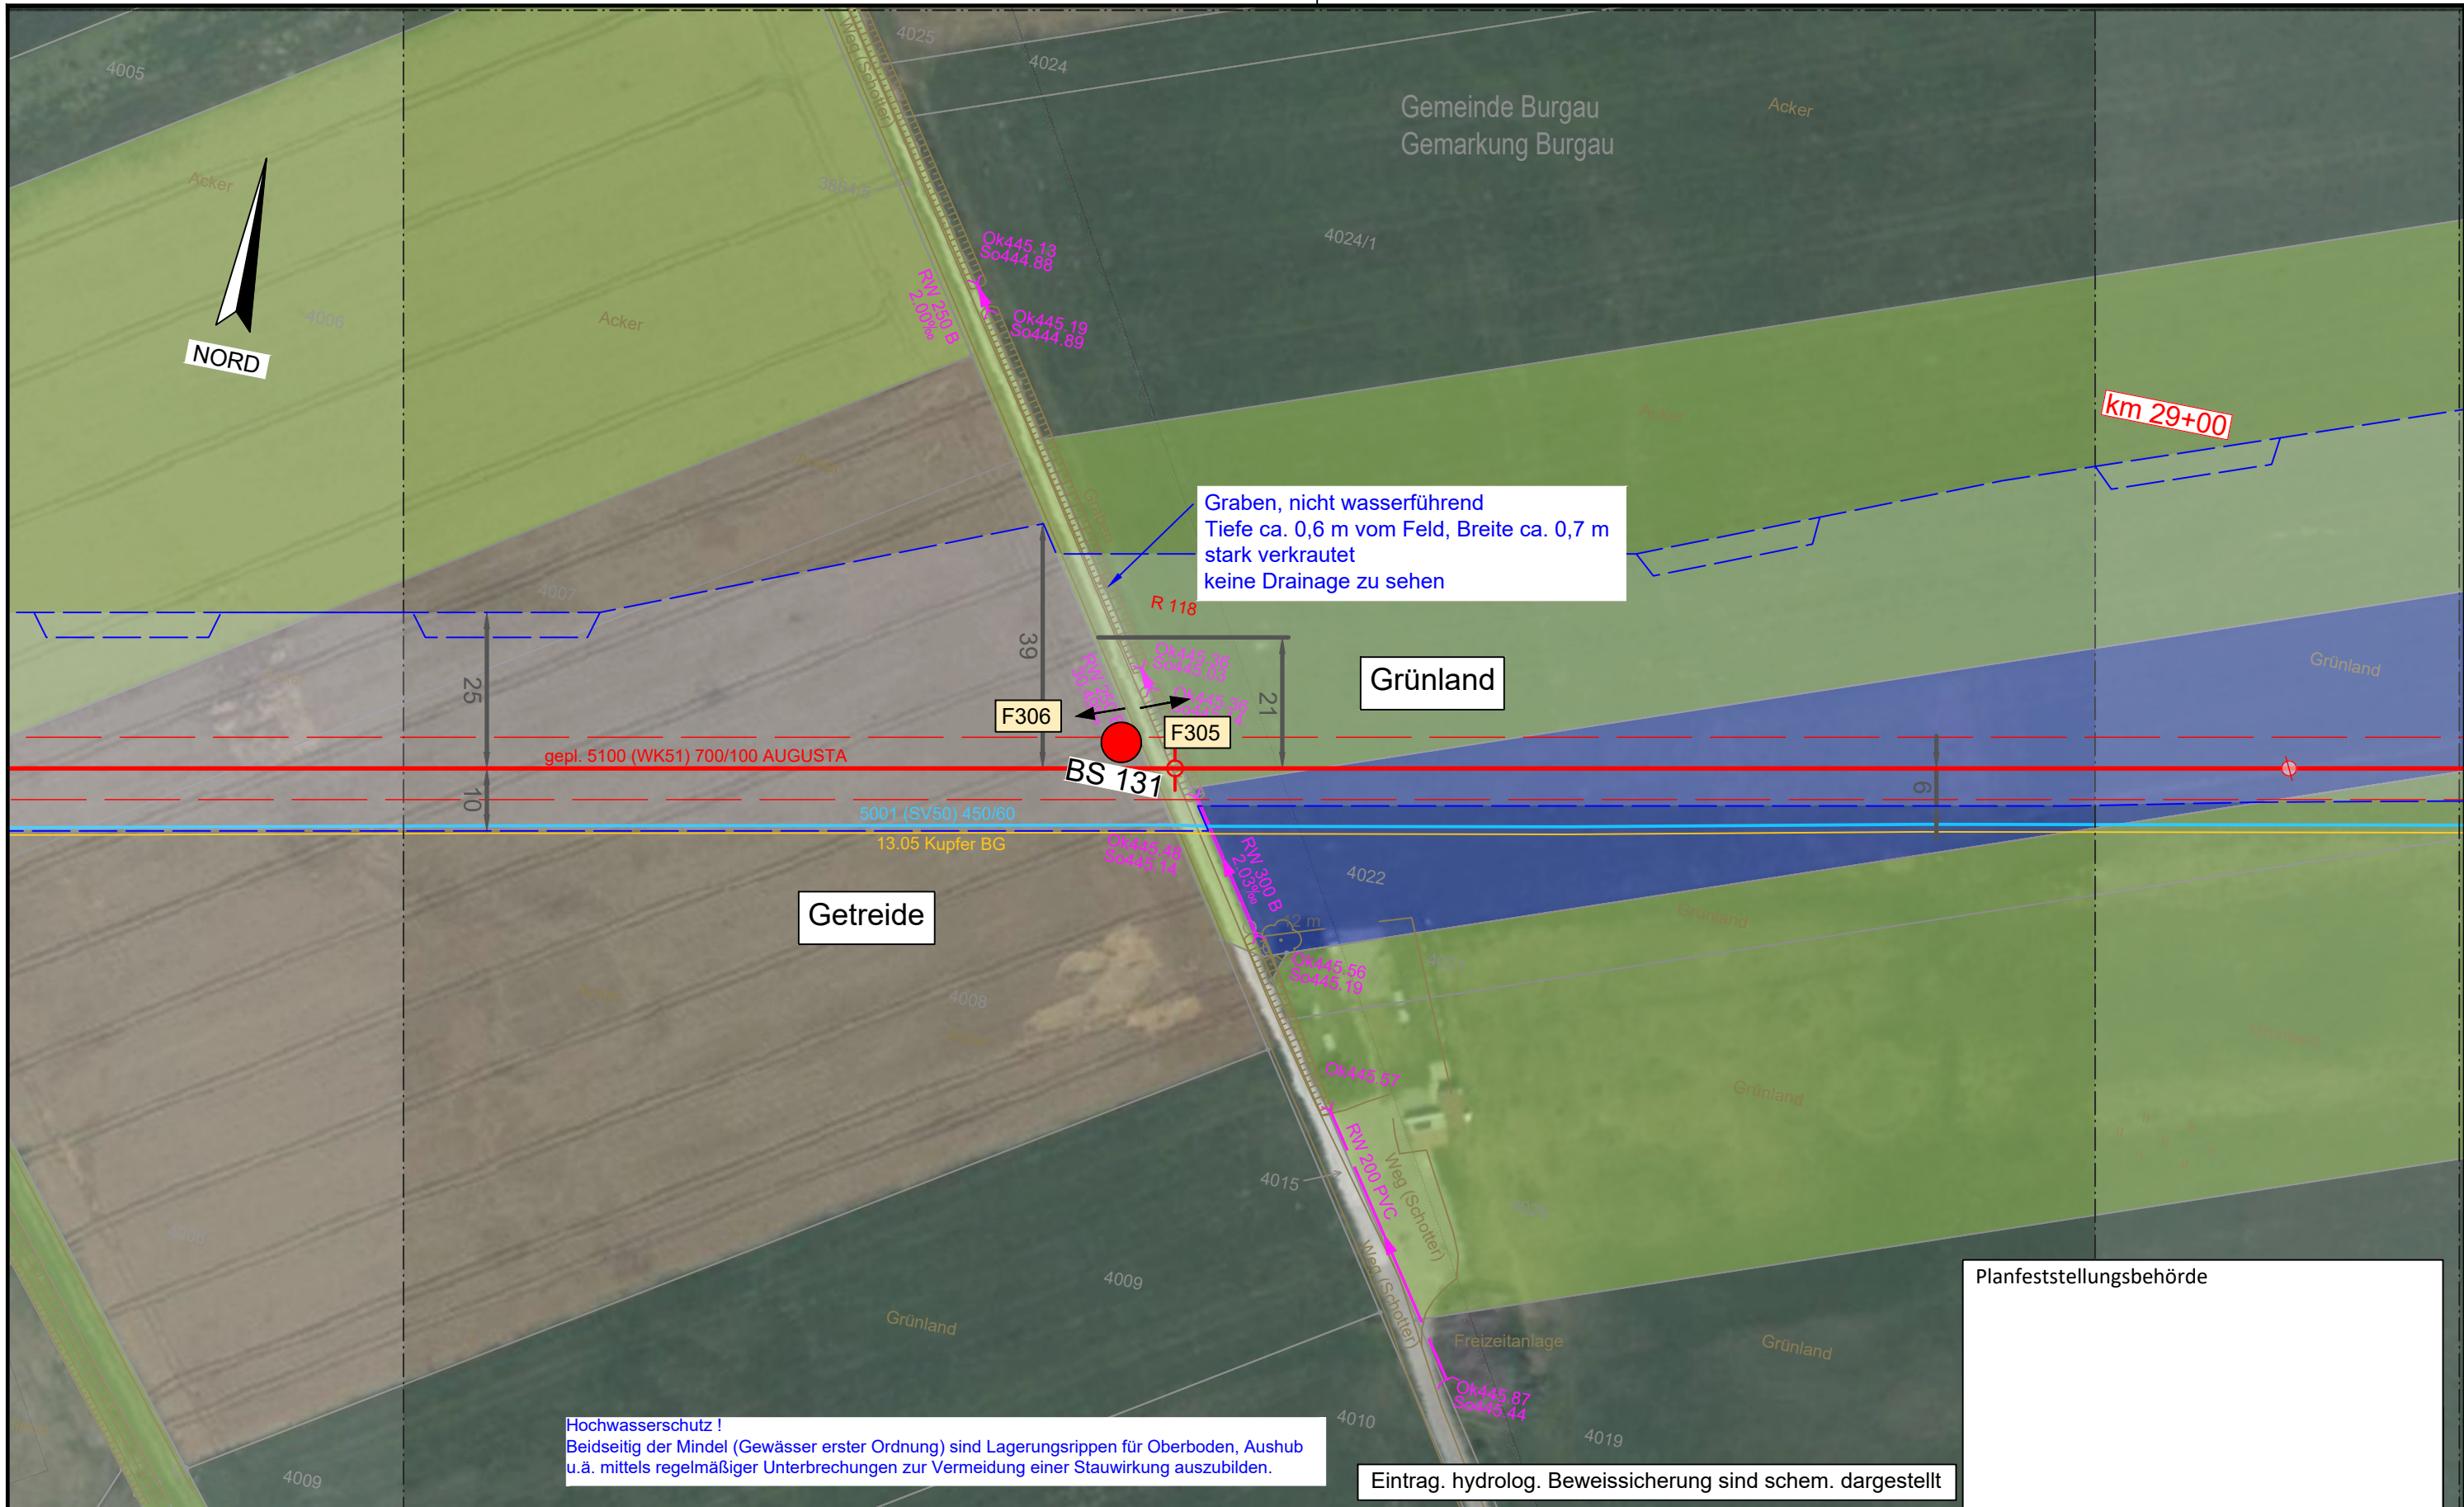 4025
4024
4005
Weg (Schotter)
Gemeinde Burgau
Gemarkung Burgau
Acker
Acker
4024/1
Ok445.13
So444.88
RW 250 B
2.00‰
Ok445.19
So444.89
4006
Acker
NORD
Acker
km 29+00
Acker
Graben
Graben, nicht wasserführend
Tiefe ca. 0,6 m vom Feld, Breite ca. 0,7 m
stark verkrautet
keine Drainage zu sehen
4007
R 118
39
25
21
Grünland
Grünland
Acker
F306
F305
gepl. 5100 (WK51) 700/100 AUGUSTA
BS 131
10
6
5001 (SV50) 450/60
13.05 Kupfer BG
Ok445.48
So445.14
RW 300 B
2.03‰
4022
Getreide
12 m
Grünland
Ok445.56
So445.19
Acker
4008
Ok445.57
Grünland
RW 200 PVC
Weg (Schotter)
4015
Weg (Schotter)
4009
Grünland
Freizeitanlage
Grünland
Ok445.87
So445.44
4010
4019
4009
Planfeststellungsbehörde
Hochwasserschutz !
Beidseitig der Mindel (Gewässer erster Ordnung) sind Lagerungsrippen für Oberboden, Aushub
u.ä. mittels regelmäßiger Unterbrechungen zur Vermeidung einer Stauwirkung auszubilden.
Eintrag. hydrolog. Beweissicherung sind schem. dargestellt